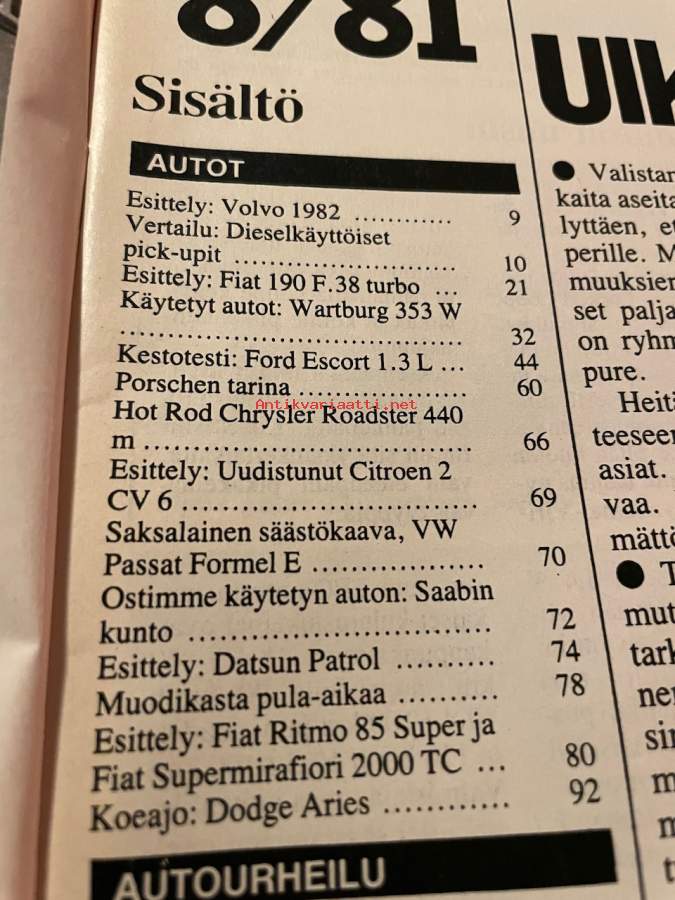 8/81
Sisältö
AUTOT
Esittely: Volvo 1982 ............ 9
Vertailu: Dieselkäyttöiset
pick-upit .......................... 10
Esittely: Fiat 190 F.38 turbo ... 21
Käytetyt autot: Wartburg 353 W
.................................... 32
Kestotesti: Ford Escort 1.3 L ... 44
Porschen tarina .................. 60
Antikvariaatti.net
Hot Rod Chrysler Roadster 440
m .................................. 66
Esittely: Uudistunut Citroen 2
CV 6 ............................... 69
Saksalainen säästökaava, VW
Passat Formel E .................. 70
Ostimme käytetyn auton: Saabin
kunto ............................... 72
Esittely: Datsun Patrol .......... 74
Muodikasta pula-aikaa .......... 78
Esittely: Fiat Ritmo 85 Super ja
Fiat Supermirafiori 2000 TC ... 80
Koeajo: Dodge Aries ............ 92
AUTOURHEILU
● Valistan
kaita aseita
lyttäen, et
perille. M
muuksien
set palja
on ryhm
pure.
Heitä
teeseen
asiat.
vaa.
mättö
● T
mut
tark
ner
sin
m